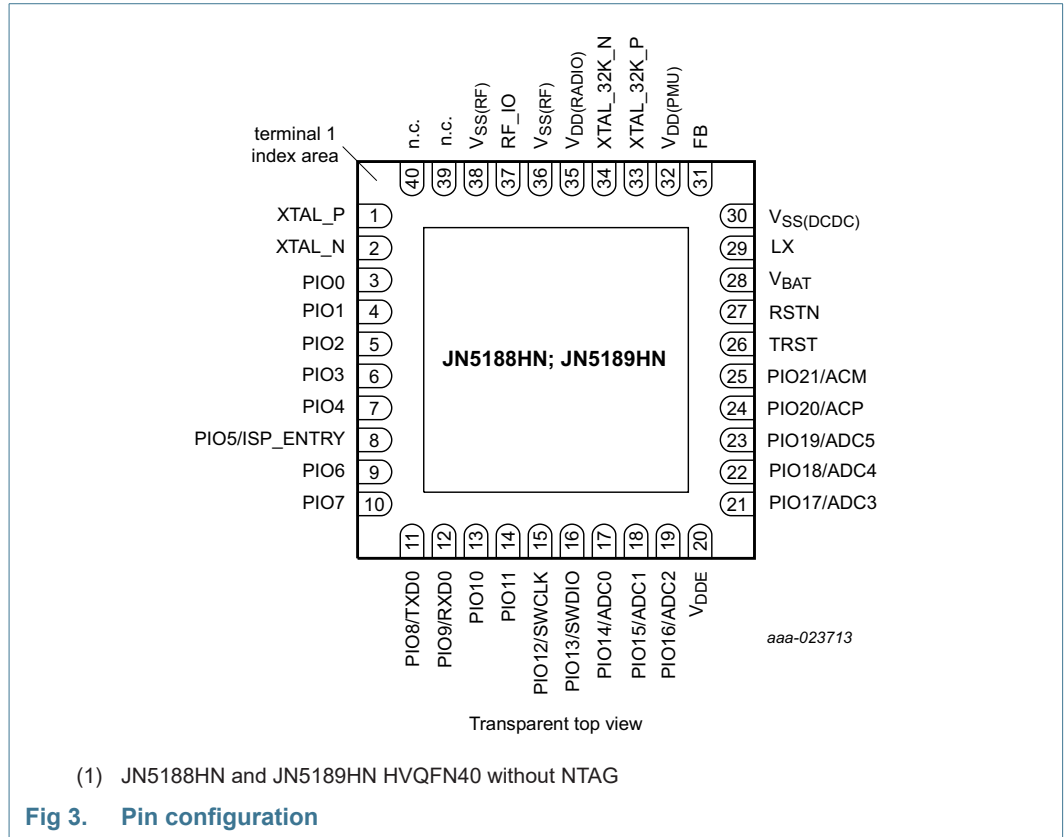 terminal 1
index area
n.c.
n.c.
VSS(RF)
RF_IO
VSS(RF)
VDD(RADIO)
XTAL_32K_N
XTAL_32K_P
VDD(PMU)
FB
40
39
38
37
36
35
34
33
32
31
XTAL_P 1
30 VSS(DCDC)
XTAL_N 2
29 LX
PIO0 3
28 VBAT
PIO1 4
27 RSTN
PIO2 5
26 TRST
JN5188HN; JN5189HN
PIO3 6
25 PIO21/ACM
PIO4 7
24 PIO20/ACP
PIO5/ISP_ENTRY 8
23 PIO19/ADC5
PIO6 9
22 PIO18/ADC4
PIO7 10
21 PIO17/ADC3
11
12
13
14
15
16
17
18
19
20
PIO8/TXD0
PIO9/RXD0
PIO10
PIO11
PIO12/SWCLK
PIO13/SWDIO
PIO14/ADC0
PIO15/ADC1
PIO16/ADC2
VDDE
aaa-023713
Transparent top view
(1) JN5188HN and JN5189HN HVQFN40 without NTAG
Fig 3. Pin configuration